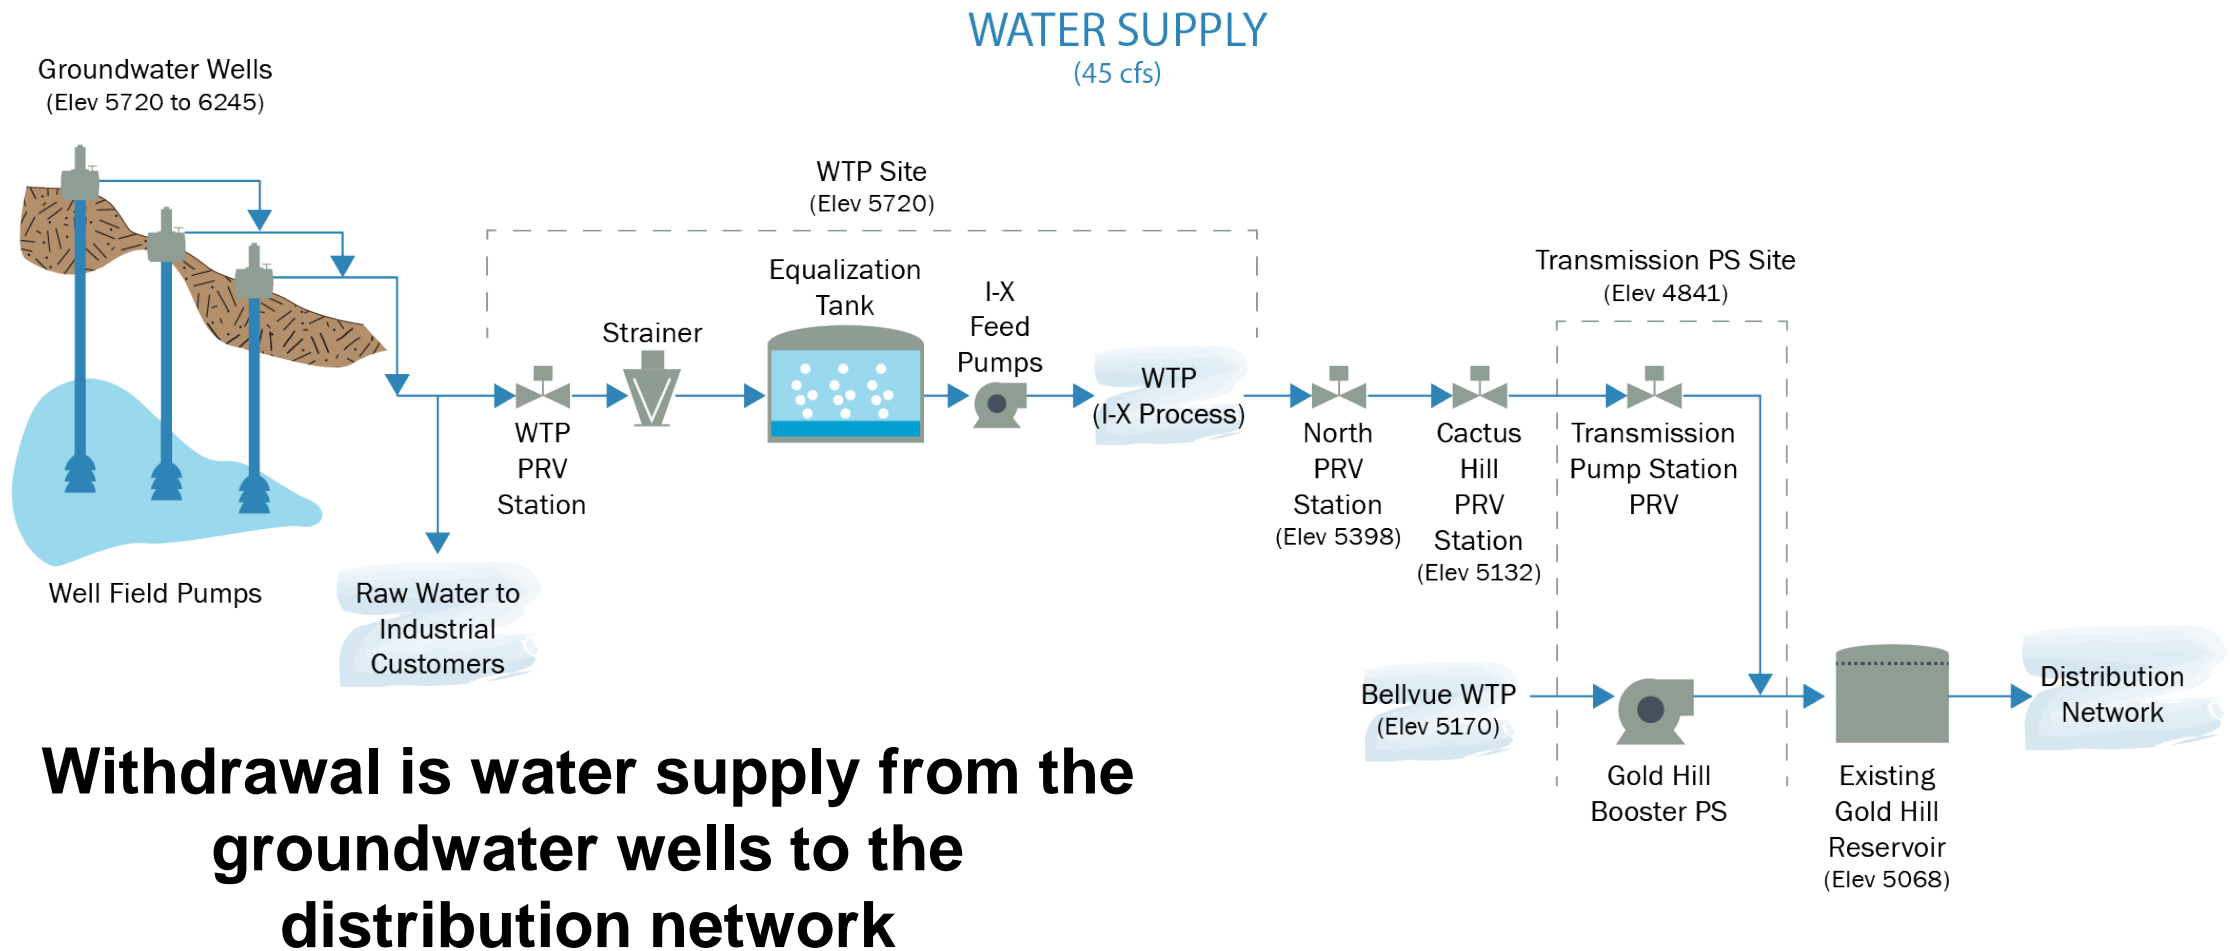 WATER SUPPLY
(45 cfs)
Groundwater Wells
(Elev 5720 to 6245)
WTP Site
(Elev 5720)
Equalization
Tank
I-X
Feed
Pumps
Strainer
WTP
(I-X Process)
WTP
PRV
Station
Transmission PS Site
(Elev 4841)
North
PRV
Station
(Elev 5398)
Cactus
Hill
PRV
Station
(Elev 5132)
Transmission
Pump Station
PRV
Well Field Pumps
Raw Water to
Industrial
Customers
Bellvue WTP
(Elev 5170)
Gold Hill
Booster PS
Existing
Gold Hill
Reservoir
(Elev 5068)
Distribution
Network
Withdrawal is water supply from the
groundwater wells to the
distribution network